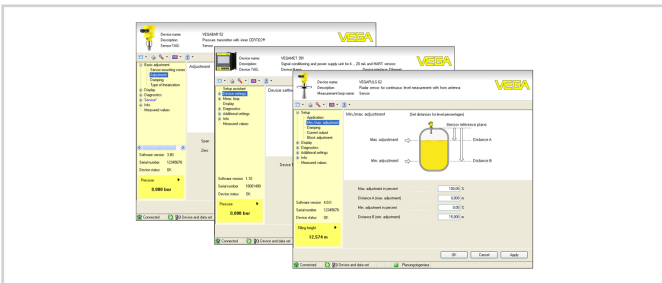 Device name VEGABAR 52
Description Pressure transmitter with inner CERTEC®
Sensor TAG Sensor
VEGA
Basic adjustment
Sensor mounting correction
Adjustment
Damping
Type of linearization
Display
Diagnostics
Service
Info
Measured values
Adjustment
Software version 3.80
Serial number 12345678
Device status OK
Pressure
0,000 bar
Connected Device and data set
Device name VEGAMET 391
Description Signal conditioning and power supply unit for 4 ... 20 mA and HART sensors
Device TAG
VEGA
Setup assistant
Device settings
Meas. loop
Display
Diagnostics
Additional settings
Info
Measured values
Software version 1.10
Serial number 10001490
Device status OK
Pressure
0,000 bar
Connected Device and data set
Device name VEGAPULS 62
Description Radar sensor for continuous level measurement with horn antenna
Measurement loop name Sensor
VEGA
Setup
Application
Min./max. adjustment
Damping
Current output
Block adjustment
Display
Diagnostics
Additional settings
Info
Measured values
Min./max. adjustment (Set distances for level percentages)
Sensor reference plane
Max. adjustment Distance A
Min. adjustment Distance B
Max. adjustment in percent 100,00 %
Distance A (max. adjustment) 0,000 m
Min. adjustment in percent 0,00 %
Distance B (min. adjustment) 15,000 m
Software version 4.0.0
Serial number 12345678
Device status OK
Filling height
12,574 m
OK Cancel Apply
Connected Device and data set